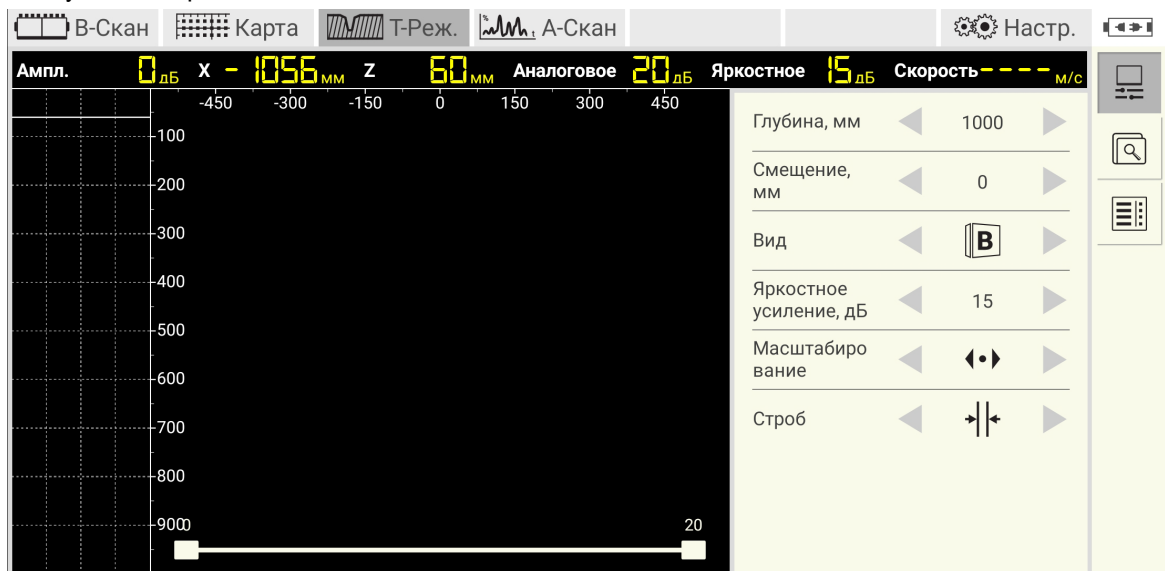 В-Скан Карта Т-Реж. А-Скан Настр.
Ампл. 0 дБ X -1056 мм Z 60 мм Аналоговое 20 дБ Яркостное 15 дБ Скорость---- м/с
-450 -300 -150 0 150 300 450
100
200
300
400
500
600
700
800
900
0 20
Глубина, мм 1000
Смещение,
мм 0
Вид B
Яркостное
усиление, дБ 15
Масштабиро
вание
Строб